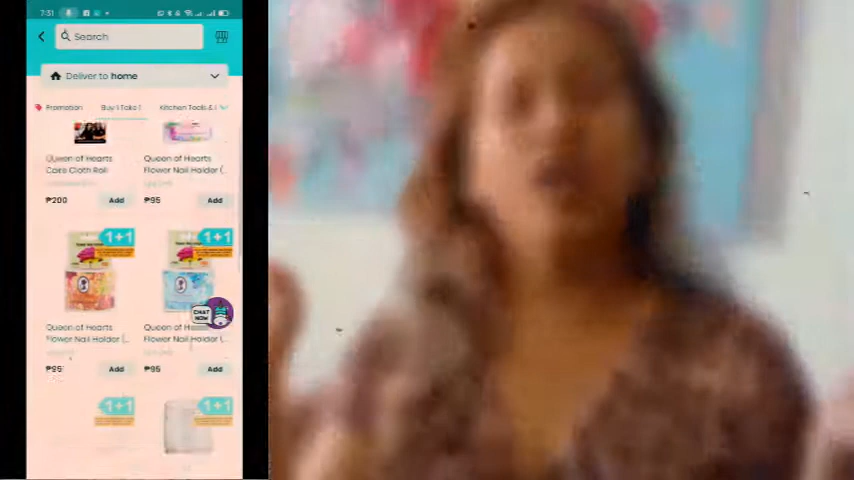 7:31
Search
Deliver to home
Promotion Buy 1 Take 1 Kitchen Tools &
Queen of Hearts
Care Cloth Roll
₱200 Add
Queen of Hearts
Flower Nail Holder (...
₱95 Add
1+1
1+1
CHAT
NOW
Queen of Hearts
Flower Nail Holder (...
₱95 Add
Queen of Hearts
Flower Nail Holder (...
₱95 Add
1+1
1+1